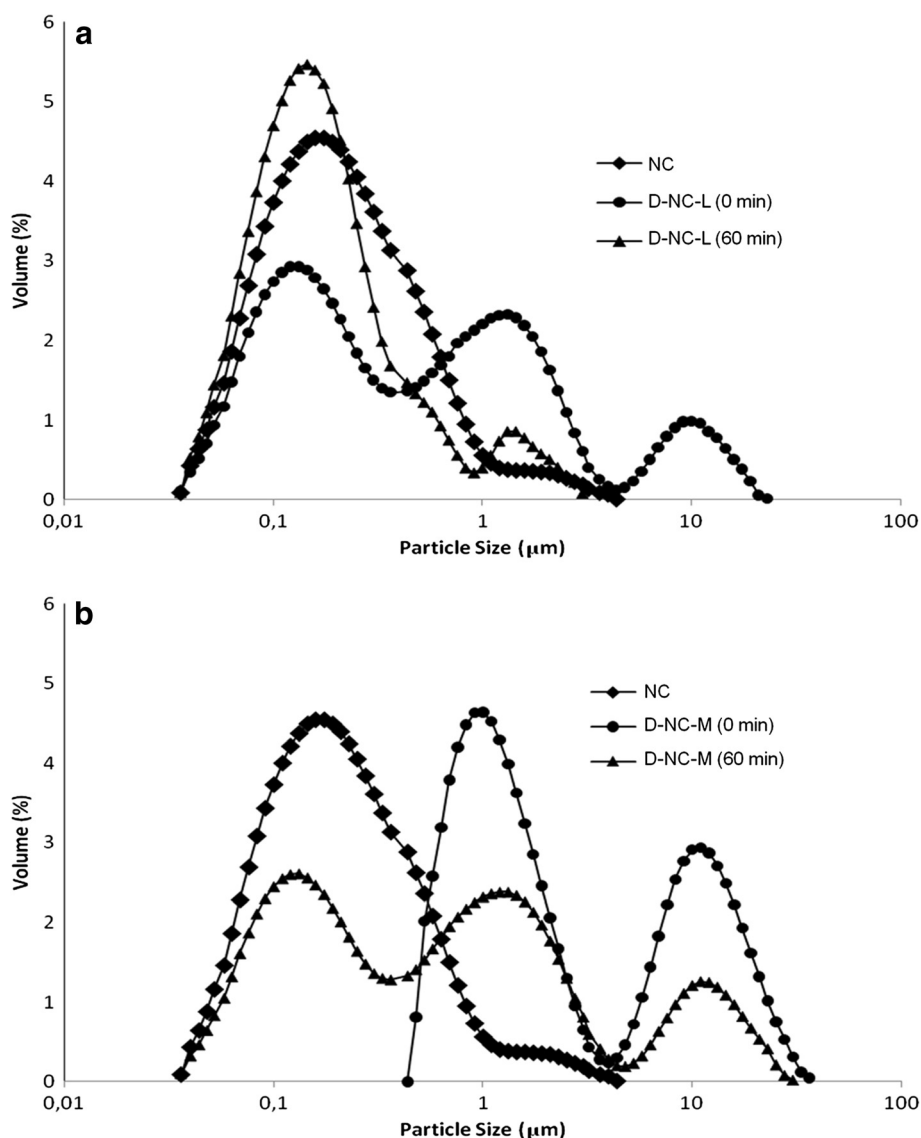 a
6
5
4
3
2
1
0
Volume (%)
NC
D-NC-L (0 min)
D-NC-L (60 min)
0,01
0,1
1
10
100
Particle Size (μm)
b
6
5
4
3
2
1
0
Volume (%)
NC
D-NC-M (0 min)
D-NC-M (60 min)
0,01
0,1
1
10
100
Particle Size (μm)